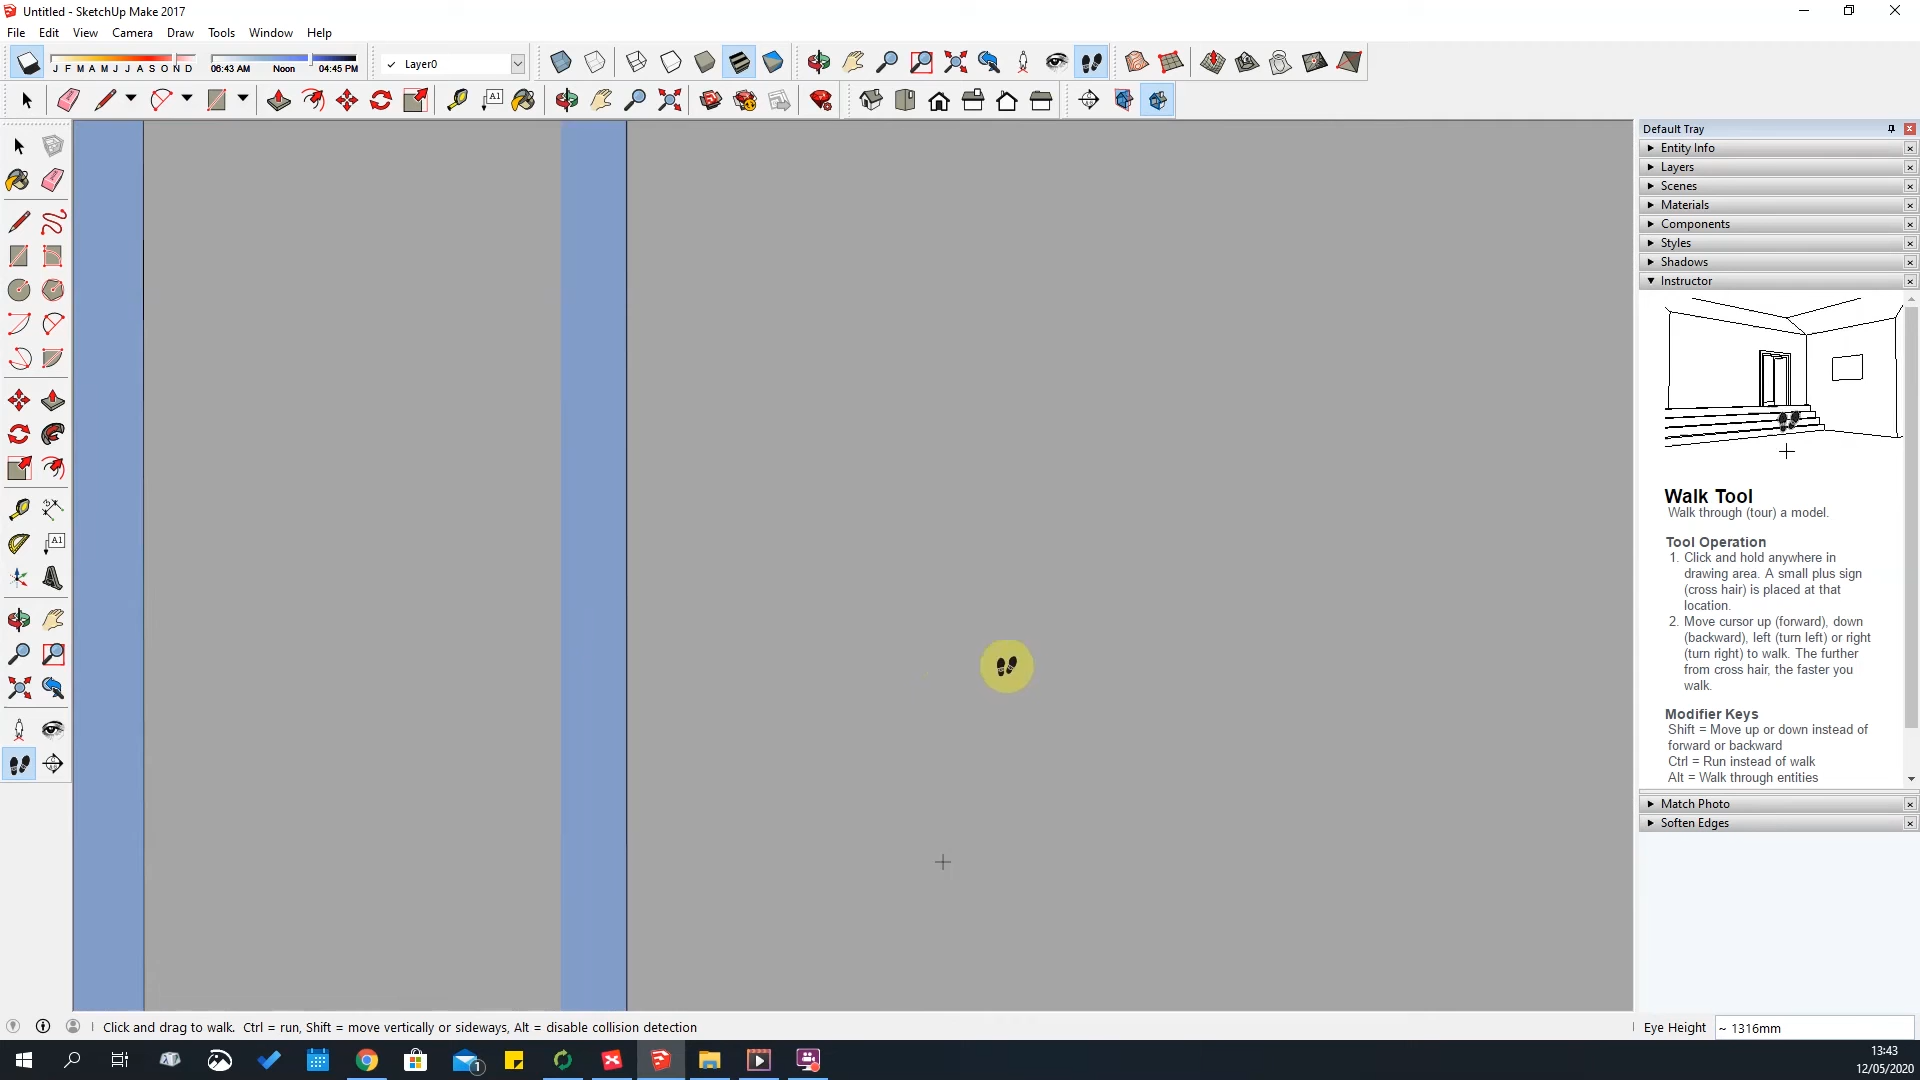 Untitled - SketchUp Make 2017
File Edit View Camera Draw Tools Window Help
J F M A M J J A S O N D
06:43 AM Noon 04:45 PM
✓ Layer0
A1
Default Tray
Entity Info
Layers
Scenes
Materials
Components
Styles
Shadows
Instructor
A1
Walk Tool
Walk through (tour) a model.
Tool Operation
1. Click and hold anywhere in
drawing area. A small plus sign
(cross hair) is placed at that
location.
2. Move cursor up (forward), down
(backward), left (turn left) or right
(turn right) to walk. The further
from cross hair, the faster you
walk.
Modifier Keys
Shift = Move up or down instead of
forward or backward
Ctrl = Run instead of walk
Alt = Walk through entities
Match Photo
Soften Edges
Click and drag to walk. Ctrl = run, Shift = move vertically or sideways, Alt = disable collision detection
Eye Height ~ 1316mm
1
13:43
12/05/2020